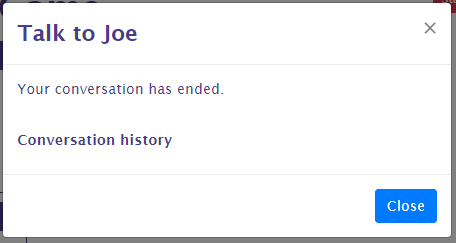 Talk to Joe
×
Your conversation has ended.
Conversation history
Close